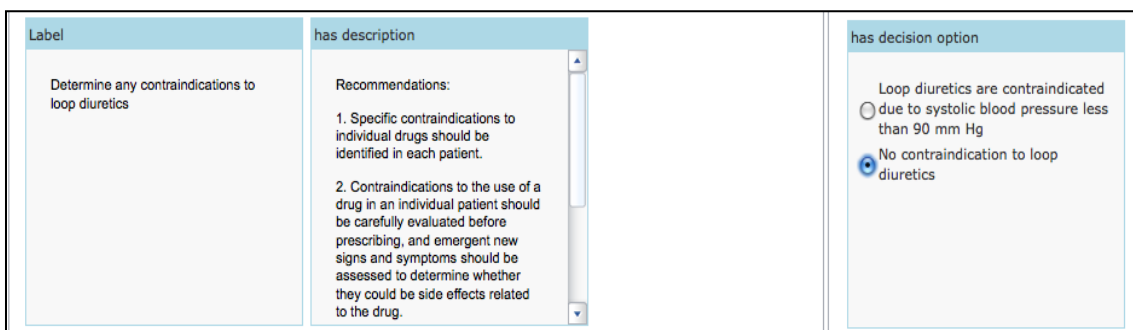 Label
Determine any contraindications to
loop diuretics
has description
Recommendations:
1. Specific contraindications to
individual drugs should be
identified in each patient.
2. Contraindications to the use of a
drug in an individual patient should
be carefully evaluated before
prescribing, and emergent new
signs and symptoms should be
assessed to determine whether
they could be side effects related
to the drug.
has decision option
Loop diuretics are contraindicated
due to systolic blood pressure less
than 90 mm Hg
No contraindication to loop
diuretics